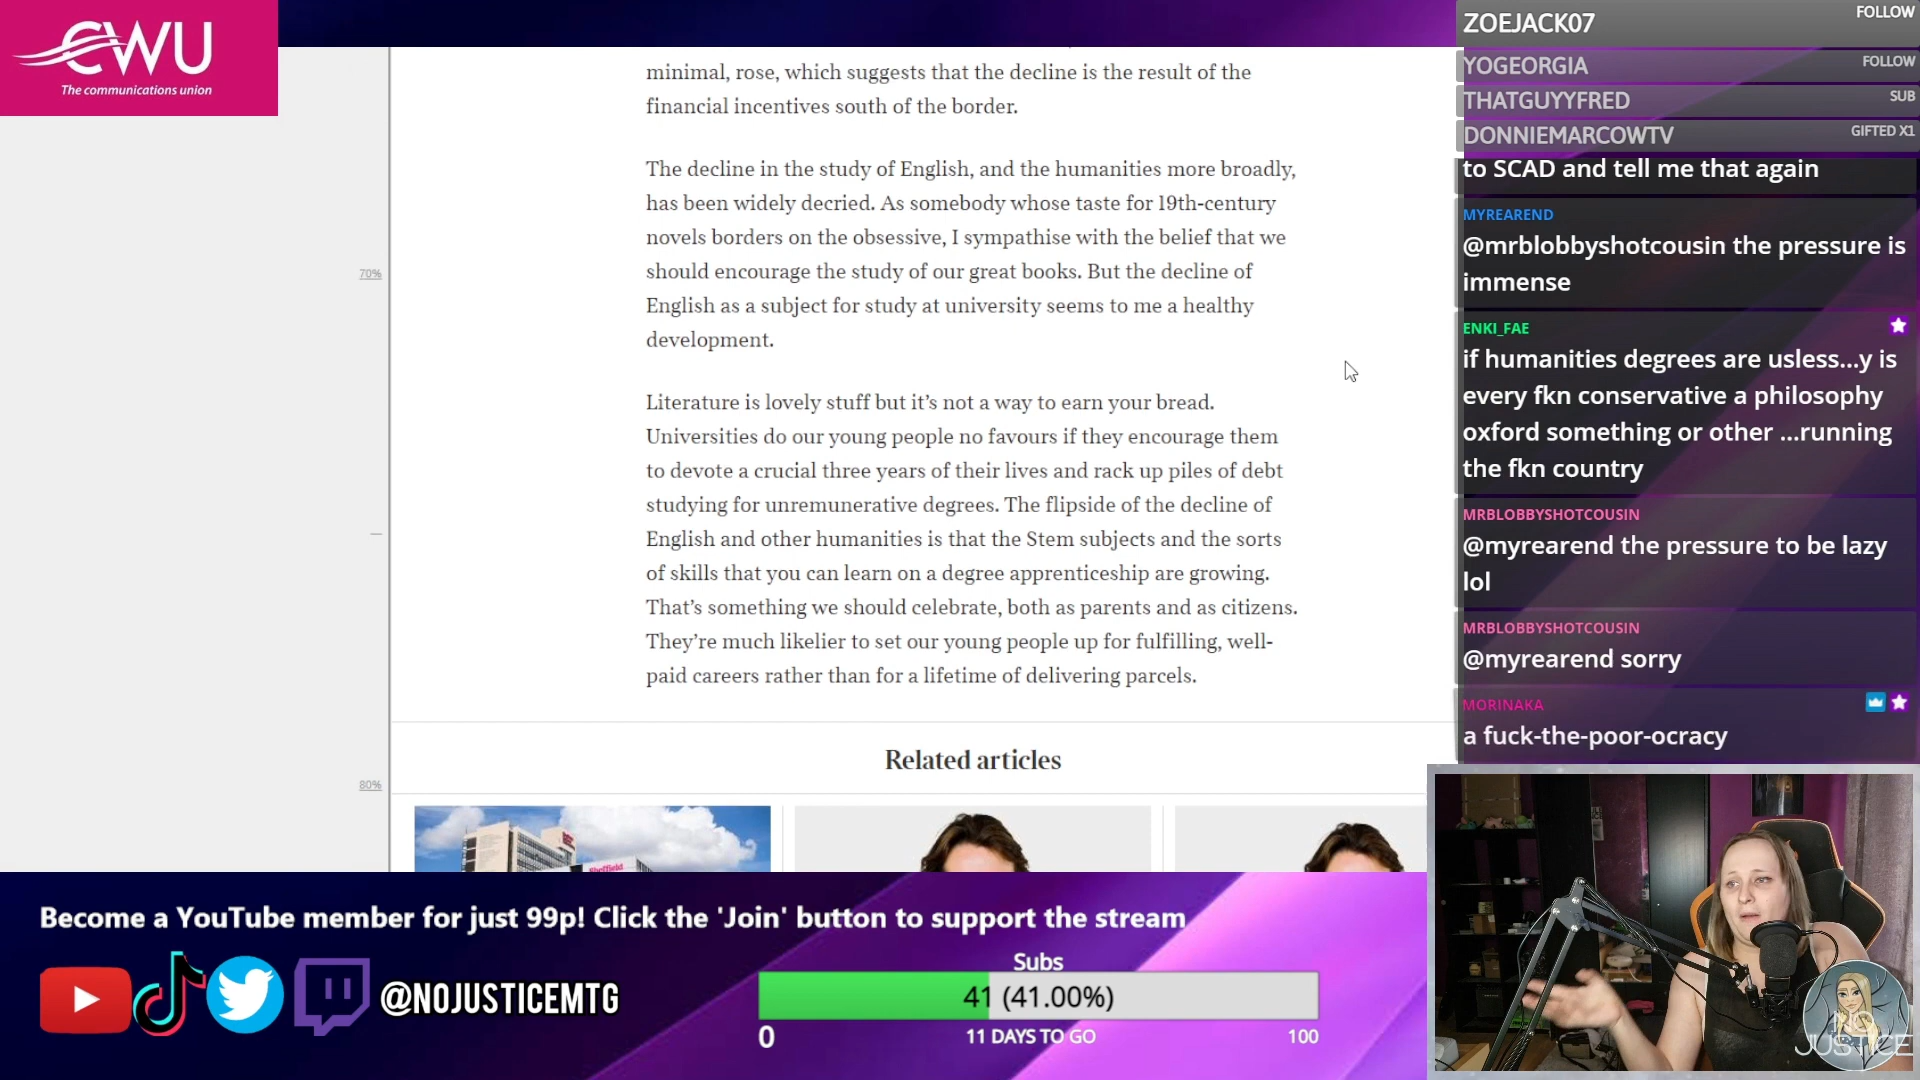 CWU
The communications union
minimal, rose, which suggests that the decline is the result of the
financial incentives south of the border.
The decline in the study of English, and the humanities more broadly,
has been widely decried. As somebody whose taste for 19th-century
novels borders on the obsessive, I sympathise with the belief that we
should encourage the study of our great books. But the decline of
English as a subject for study at university seems to me a healthy
development.
70%
Literature is lovely stuff but it's not a way to earn your bread.
Universities do our young people no favours if they encourage them
to devote a crucial three years of their lives and rack up piles of debt
studying for unremunerative degrees. The flipside of the decline of
English and other humanities is that the Stem subjects and the sorts
of skills that you can learn on a degree apprenticeship are growing.
That's something we should celebrate, both as parents and as citizens.
They're much likelier to set our young people up for fulfilling, well-
paid careers rather than for a lifetime of delivering parcels.
Related articles
80%
Sheffield
ZOEJACK07 FOLLOW
YOGEORGIA FOLLOW
THATGUYYFRED SUB
DONNIEMARCOWTV GIFTED X1
to SCAD and tell me that again
MYREAREND
@mrblobbyshotcousin the pressure is
immense
ENKI_FAE
if humanities degrees are usless...y is
every fkn conservative a philosophy
oxford something or other ...running
the fkn country
MRBLOBBYSHOTCOUSIN
@myrearend the pressure to be lazy
lol
MRBLOBBYSHOTCOUSIN
@myrearend sorry
MORINAKA
a fuck-the-poor-ocracy
Become a YouTube member for just 99p! Click the 'Join' button to support the stream
@NOJUSTICEMTG
Subs
41 (41.00%)
0 11 DAYS TO GO 100
NO
JUSTICE